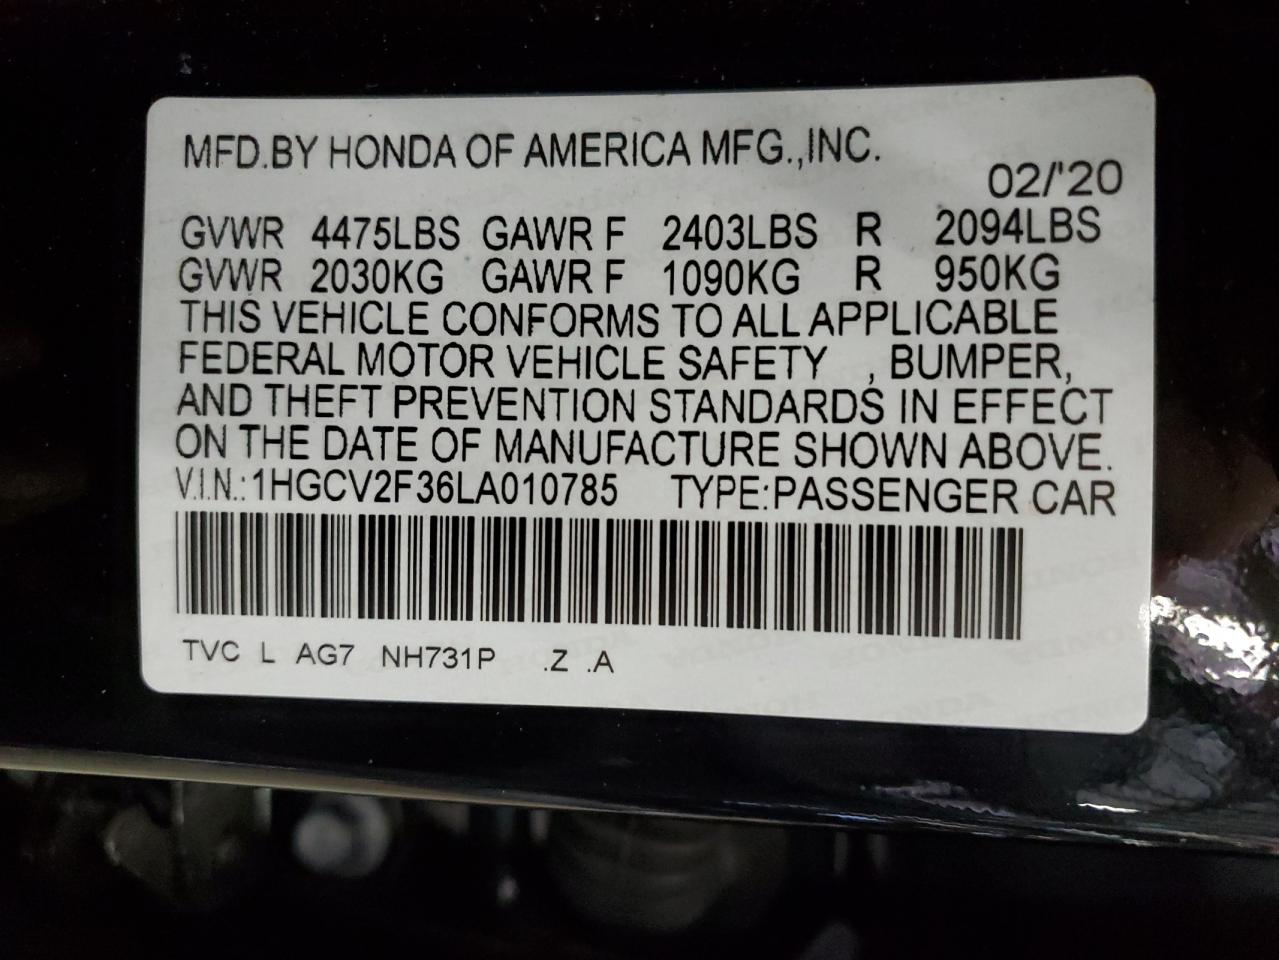 MFD.BY HONDA OF AMERICA MFG.,INC.
02/'20
GVWR 4475LBS GAWR F 2403LBS R 2094LBS
GVWR 2030KG GAWR F 1090KG R 950KG
THIS VEHICLE CONFORMS TO ALL APPLICABLE
FEDERAL MOTOR VEHICLE SAFETY , BUMPER,
AND THEFT PREVENTION STANDARDS IN EFFECT
ON THE DATE OF MANUFACTURE SHOWN ABOVE.
V.I.N.:1HGCV2F36LA010785 TYPE:PASSENGER CAR
TVC L AG7 NH731P .Z .A